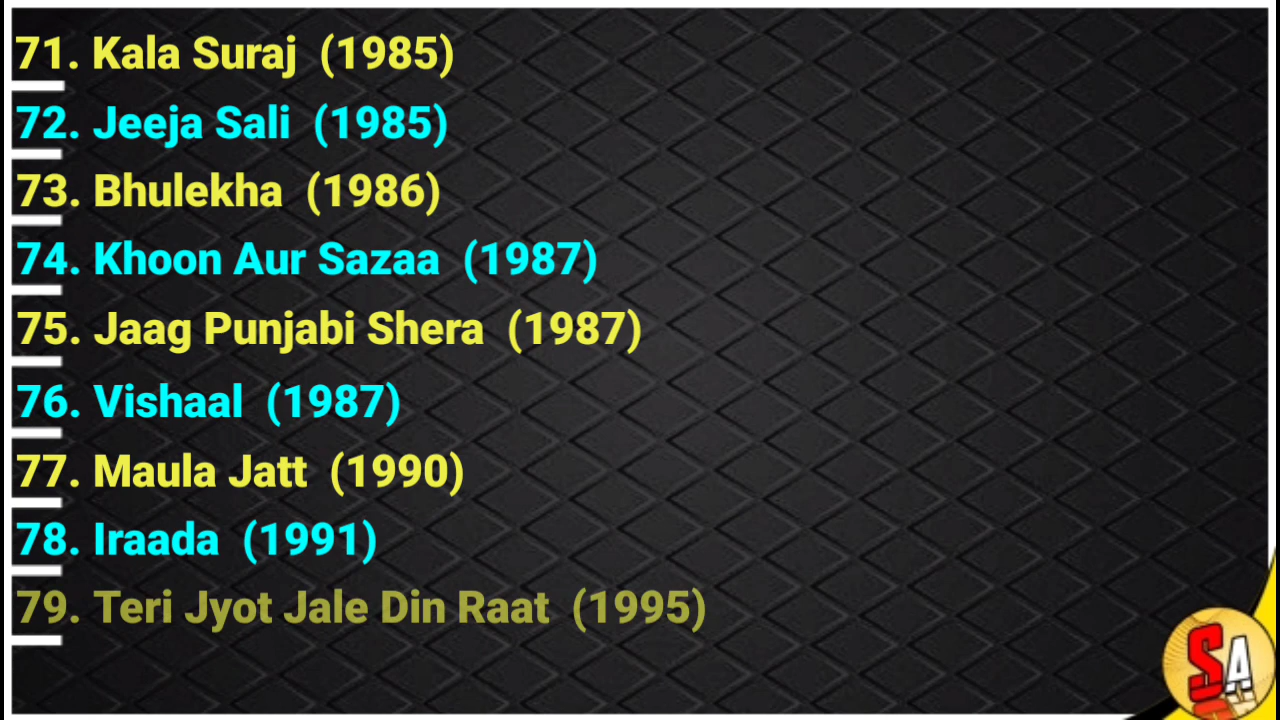 71. Kala Suraj (1985)
72. Jeeja Sali (1985)
73. Bhulekha (1986)
74. Khoon Aur Sazaa (1987)
75. Jaag Punjabi Shera (1987)
76. Vishaal (1987)
77. Maula Jatt (1990)
78. Iraada (1991)
79. Teri Jyot Jale Din Raat (1995)
SA